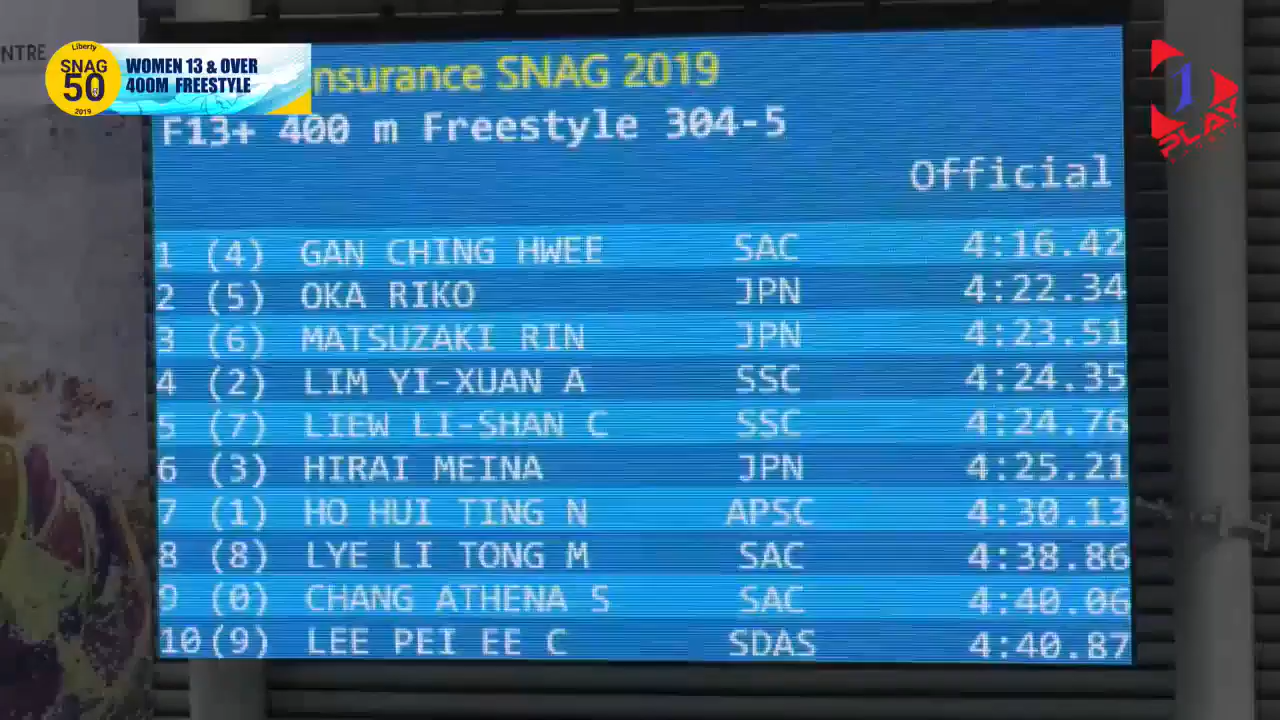 NTRE
Liberty
SNAG
50
2019
WOMEN 13 & OVER
400M FREESTYLE
nsurance SNAG 2019
F13+ 400 m Freestyle 304-5
Official
1 (4) GAN CHING HWEE SAC 4:16.42
2 (5) OKA RIKO JPN 4:22.34
3 (6) MATSUZAKI RIN JPN 4:23.51
4 (2) LIM YI-XUAN A SSC 4:24.35
5 (7) LIEW LI-SHAN C SSC 4:24.76
6 (3) HIRAI MEINA JPN 4:25.21
7 (1) HO HUI TING N APSC 4:30.13
8 (8) LYE LI TONG M SAC 4:38.86
9 (0) CHANG ATHENA S SAC 4:40.06
10(9) LEE PEI EE C SDAS 4:40.87
1
PLAY